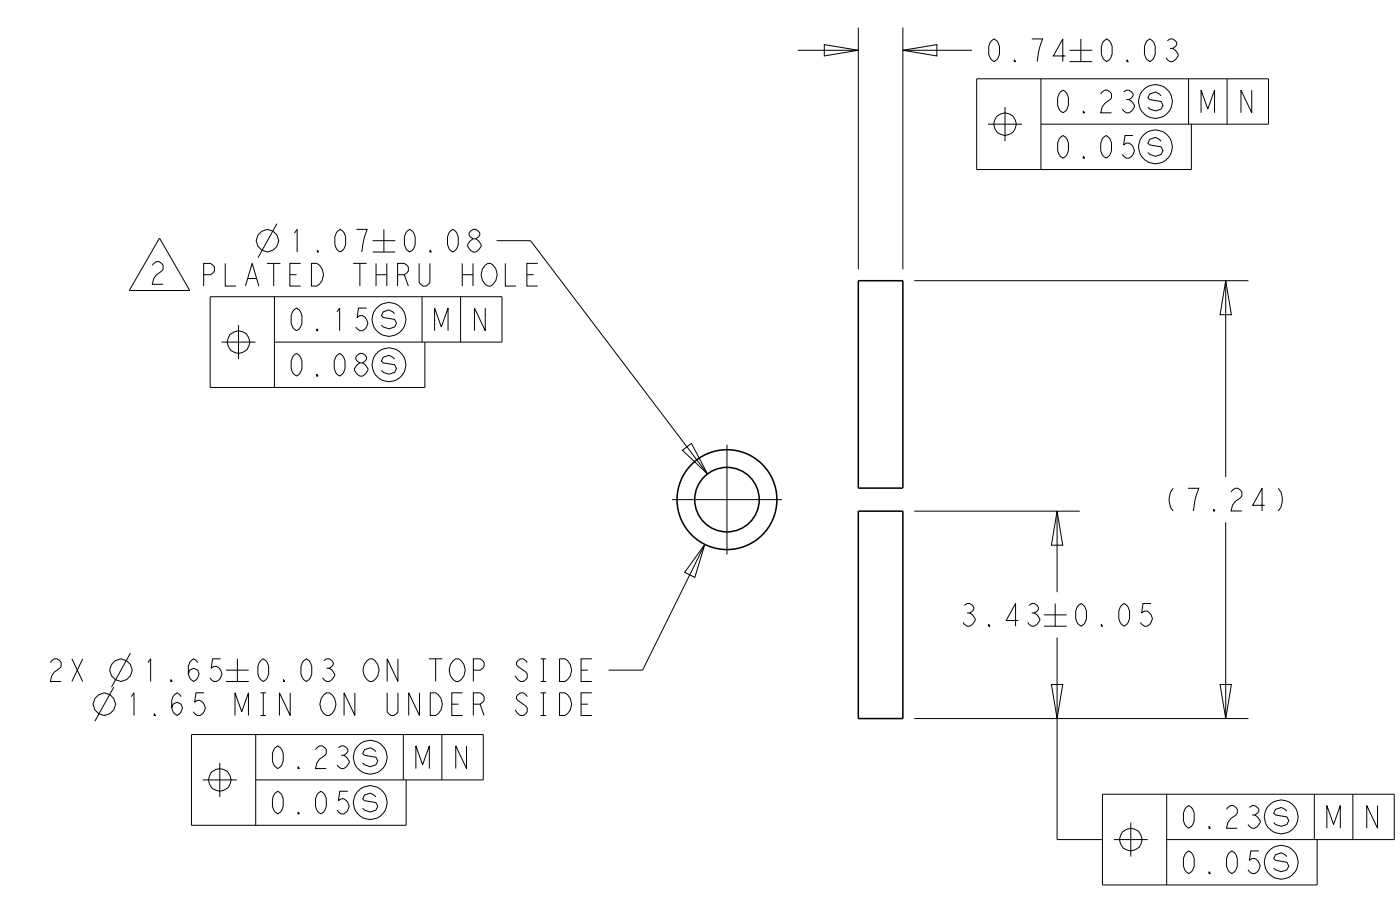 0.74±0.03
0.23Ⓢ M N
0.05Ⓢ
Ø1.07±0.08
2 PLATED THRU HOLE
0.15Ⓢ M N
0.08Ⓢ
(7.24)
3.43±0.05
2X Ø1.65±0.03 ON TOP SIDE
Ø1.65 MIN ON UNDER SIDE
0.23Ⓢ M N
0.05Ⓢ
0.23Ⓢ M N
0.05Ⓢ